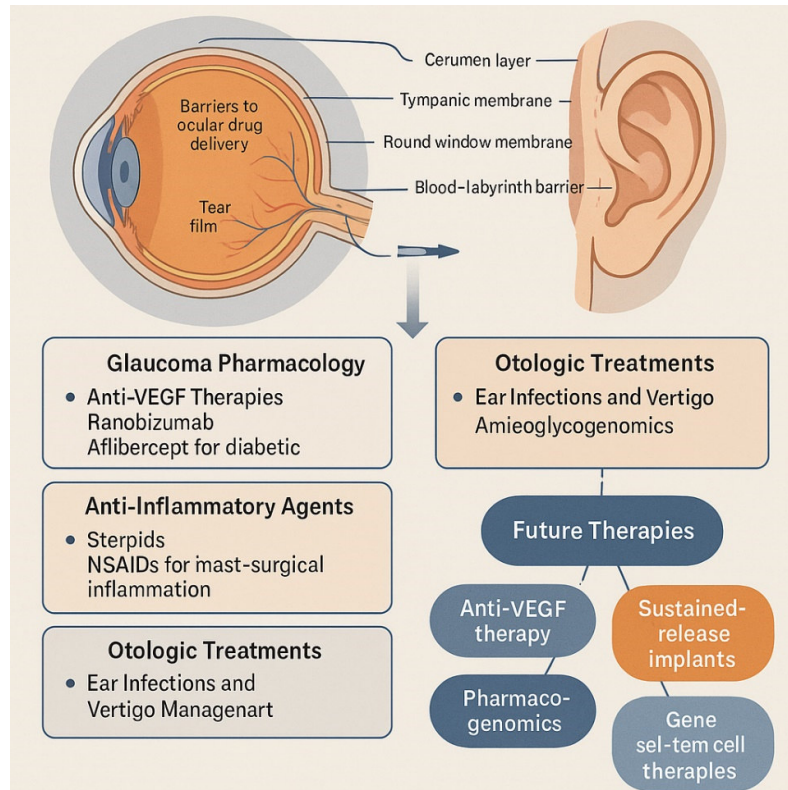 Cerumen layer
Tympanic membrane
Round window membrane
Blood-labyrinth barrier
Barriers to
ocular drug
delivery
Tear
film
Glaucoma Pharmacology
• Anti-VEGF Therapies
Ranobizumab
Aflibercept for diabetic
Anti-Inflammatory Agents
• Sterpids
NSAIDs for mast-surgical
inflammation
Otologic Treatments
• Ear Infections and
Vertigo Managenart
Otologic Treatments
• Ear Infections and Vertigo
Amieoglycogenomics
Future Therapies
Anti-VEGF
therapy
Sustained-
release
implants
Pharmaco-
genomics
Gene
sel-tem cell
theraples